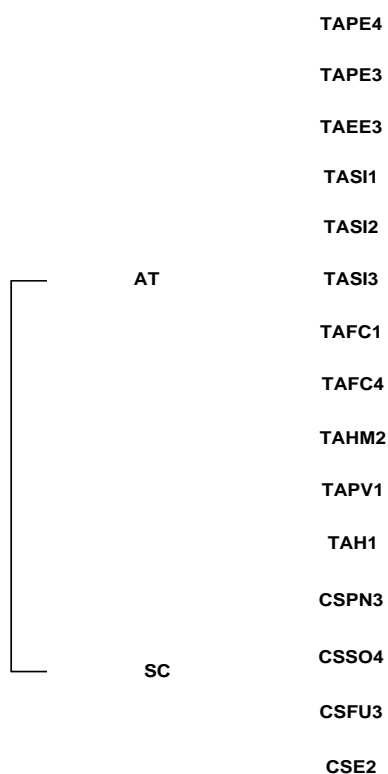 TAPE4
TAPE3
TAEE3
TASI1
TASI2
AT TASI3
TAFC1
TAFC4
TAHM2
TAPV1
TAH1
CSPN3
SC CSSO4
CSFU3
CSE2